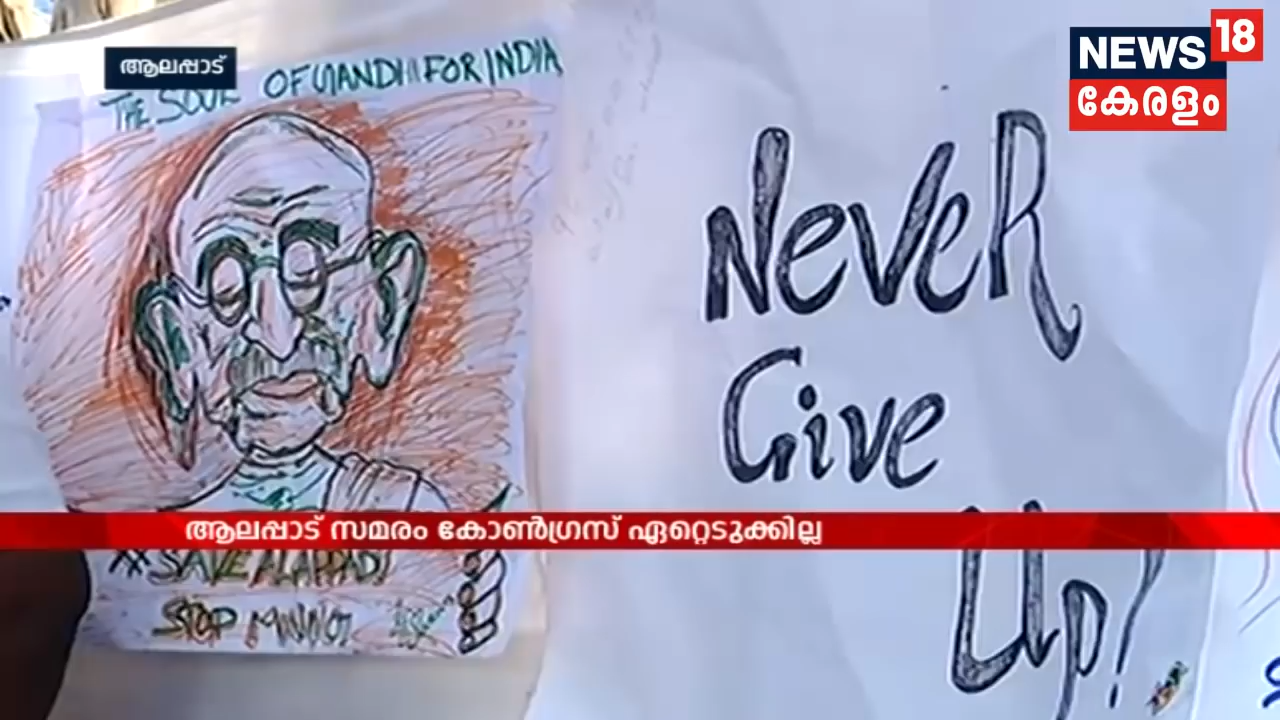 ആലപ്പാട്
NEWS 18
കേരളം
THE SOUL OF GANDHI FOR INDIA
NeveR
Give
Up!
ആലപ്പാട് സമരം കോൺഗ്രസ് ഏറ്റെടുക്കില്ല
#SAVE ALAPPAD
STOP MINING